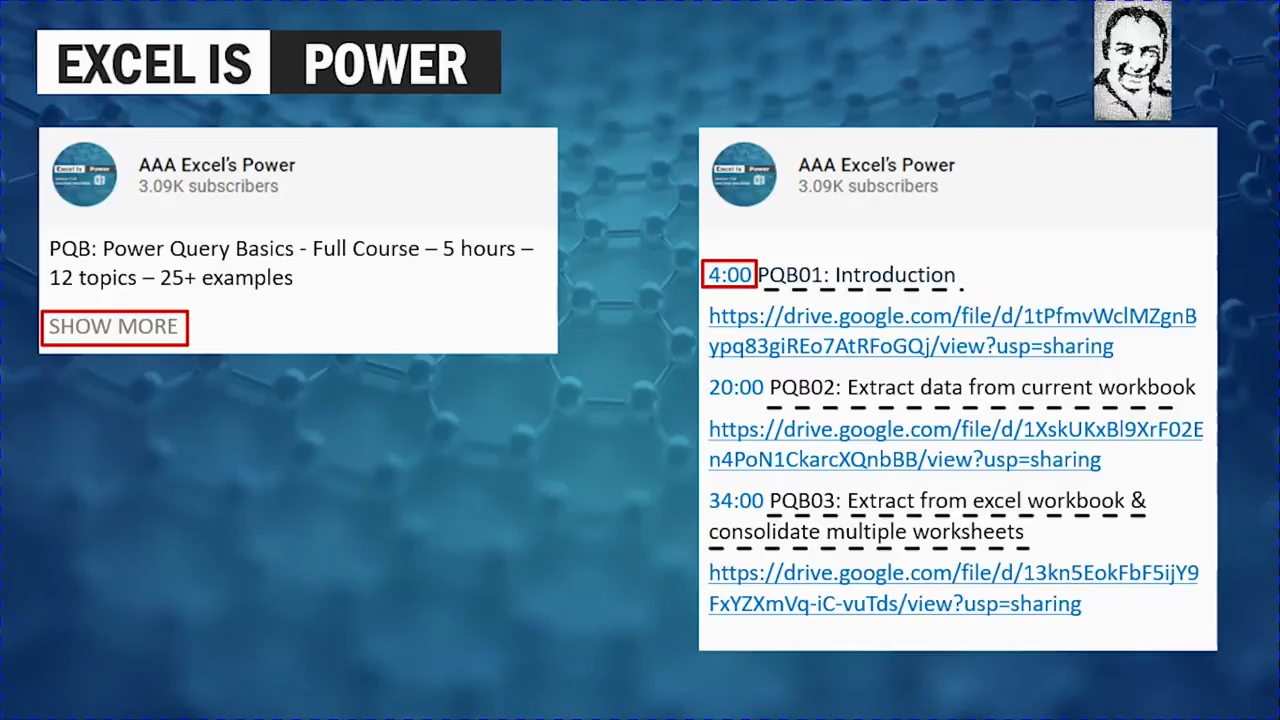 EXCEL IS POWER
AAA Excel's Power
3.09K subscribers
PQB: Power Query Basics - Full Course – 5 hours –
12 topics – 25+ examples
SHOW MORE
AAA Excel's Power
3.09K subscribers
4:00 PQB01: Introduction
https://drive.google.com/file/d/1tPfmvWclMZgnB
ypq83giREo7AtRFoGQj/view?usp=sharing
20:00 PQB02: Extract data from current workbook
https://drive.google.com/file/d/1XskUKxBl9XrF02E
n4PoN1CkarcXQnbBB/view?usp=sharing
34:00 PQB03: Extract from excel workbook &
consolidate multiple worksheets
https://drive.google.com/file/d/13kn5EokFbF5ijY9
FxYZXmVq-iC-vuTds/view?usp=sharing